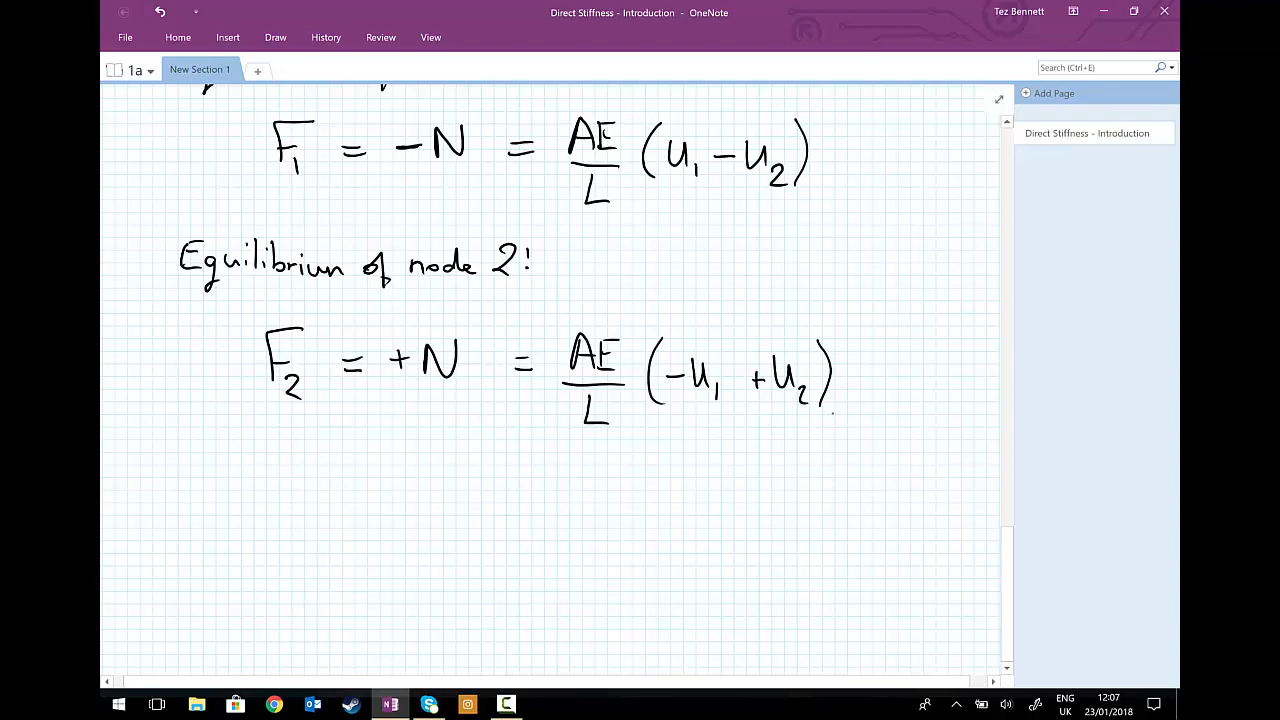 Direct Stiffness - Introduction - OneNote
Tez Bennett
File Home Insert Draw History Review View
1a New Section 1 +
Search (Ctrl+E)
Add Page
Direct Stiffness - Introduction
F₁ = -N = AE/L (u₁ - u₂)
Equilibrium of node 2:
F₂ = +N = AE/L (-u₁ + u₂)
ENG
UK
12:07
23/01/2018